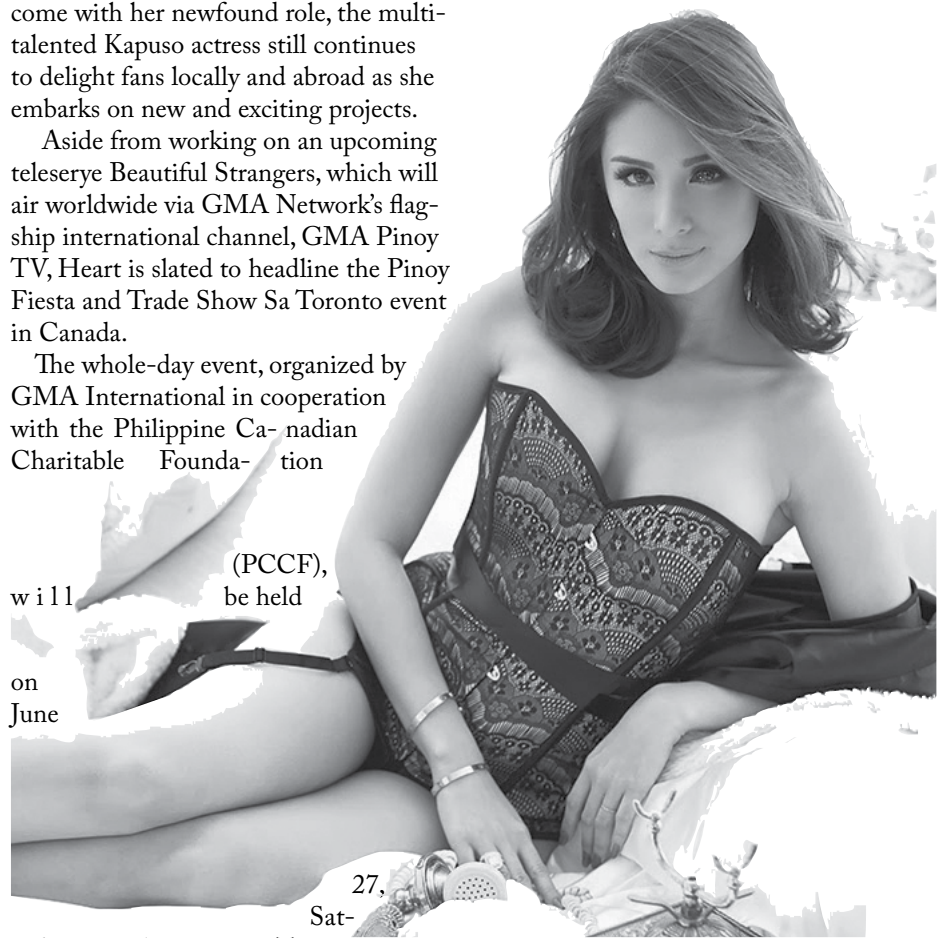 come with her newfound role, the multi-
talented Kapuso actress still continues
to delight fans locally and abroad as she
embarks on new and exciting projects.
Aside from working on an upcoming
teleserye Beautiful Strangers, which will
air worldwide via GMA Network's flag-
ship international channel, GMA Pinoy
TV, Heart is slated to headline the Pinoy
Fiesta and Trade Show Sa Toronto event
in Canada.
The whole-day event, organized by
GMA International in cooperation
with the Philippine Ca- nadian
Charitable Founda- tion
(PCCF),
will be held
on
June
27,
Sat-